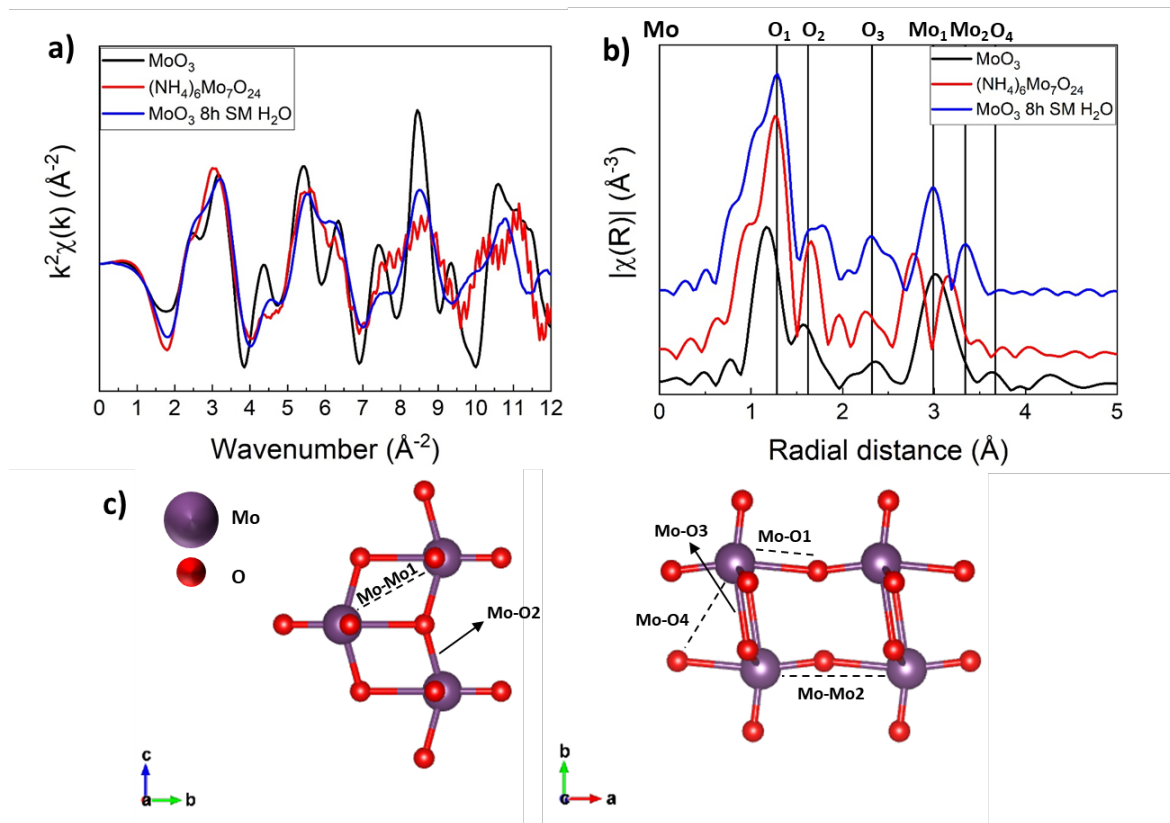 a)
MoO₃
(NH₄)₆Mo₇O₂₄
MoO₃ 8h SM H₂O
k²χ(k) (Å⁻²)
0 1 2 3 4 5 6 7 8 9 10 11 12
Wavenumber (Å⁻²)
b)
Mo O₁ O₂ O₃ Mo₁ Mo₂ O₄
MoO₃
(NH₄)₆Mo₇O₂₄
MoO₃ 8h SM H₂O
|χ(R)| (Å⁻³)
0 1 2 3 4 5
Radial distance (Å)
c)
Mo
O
Mo-Mo1
Mo-O2
c
a
b
Mo-O3
Mo-O1
Mo-O4
Mo-Mo2
b
c
a